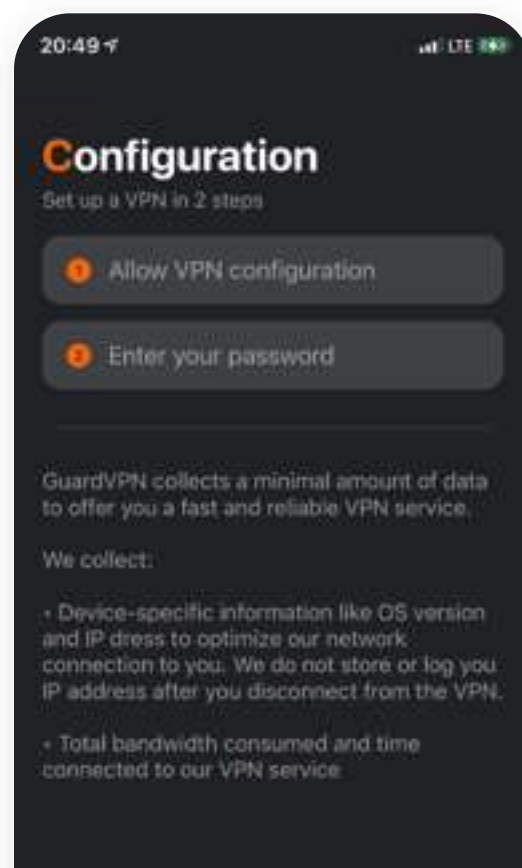 20:49
LTE
Configuration
Set up a VPN in 2 steps
1 Allow VPN configuration
2 Enter your password
GuardVPN collects a minimal amount of data
to offer you a fast and reliable VPN service.
We collect:
• Device-specific information like OS version
and IP dress to optimize our network
connection to you. We do not store or log you
IP address after you disconnect from the VPN.
• Total bandwidth consumed and time
connected to our VPN service